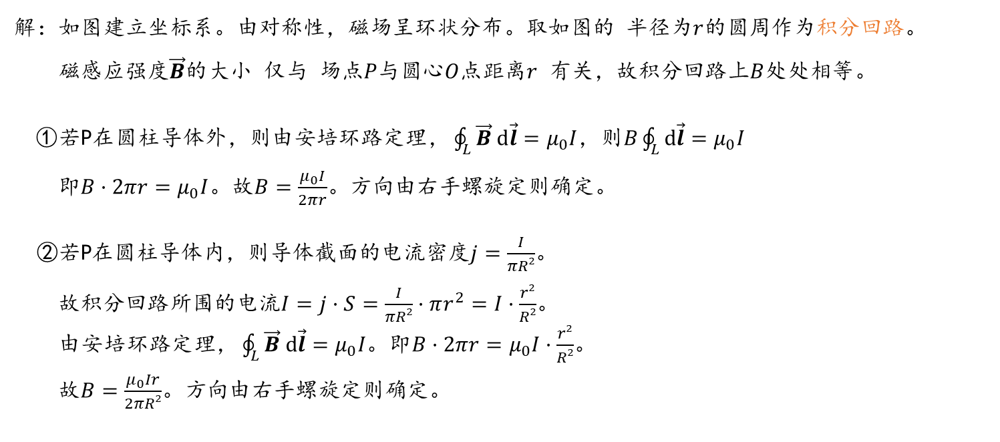 解：如图建立坐标系。由对称性，磁场呈环状分布。取如图的 半径为r的圆周作为积分回路。
磁感应强度$\vec{B}$的大小 仅与 场点P与圆心O点距离r 有关，故积分回路上B处处相等。
①若P在圆柱导体外，则由安培环路定理，$\oint_L \vec{B}\,\mathrm{d}\vec{l} = \mu_0 I$，则$B\oint_L \mathrm{d}\vec{l} = \mu_0 I$
即$B \cdot 2\pi r = \mu_0 I$。故$B = \frac{\mu_0 I}{2\pi r}$。方向由右手螺旋定则确定。
②若P在圆柱导体内，则导体截面的电流密度$j = \frac{I}{\pi R^2}$。
故积分回路所围的电流$I = j \cdot S = \frac{I}{\pi R^2} \cdot \pi r^2 = I \cdot \frac{r^2}{R^2}$。
由安培环路定理，$\oint_L \vec{B}\,\mathrm{d}\vec{l} = \mu_0 I$。即$B \cdot 2\pi r = \mu_0 I \cdot \frac{r^2}{R^2}$。
故$B = \frac{\mu_0 I r}{2\pi R^2}$。方向由右手螺旋定则确定。